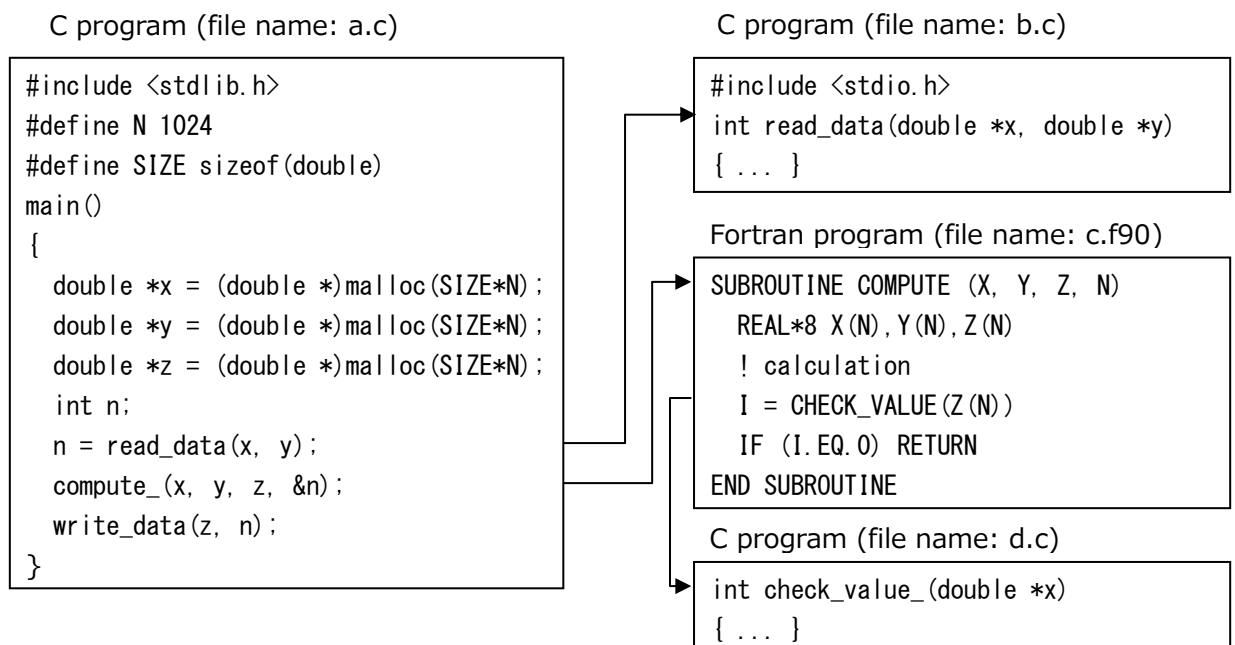 C program (file name: a.c)
#include <stdlib.h>
#define N 1024
#define SIZE sizeof(double)
main()
{
  double *x = (double *)malloc(SIZE*N);
  double *y = (double *)malloc(SIZE*N);
  double *z = (double *)malloc(SIZE*N);
  int n;
  n = read_data(x, y);
  compute_(x, y, z, &n);
  write_data(z, n);
}
C program (file name: b.c)
#include <stdio.h>
int read_data(double *x, double *y)
{ ... }
Fortran program (file name: c.f90)
SUBROUTINE COMPUTE (X, Y, Z, N)
  REAL*8 X(N),Y(N),Z(N)
  ! calculation
  I = CHECK_VALUE(Z(N))
  IF (I.EQ.0) RETURN
END SUBROUTINE
C program (file name: d.c)
int check_value_(double *x)
{ ... }